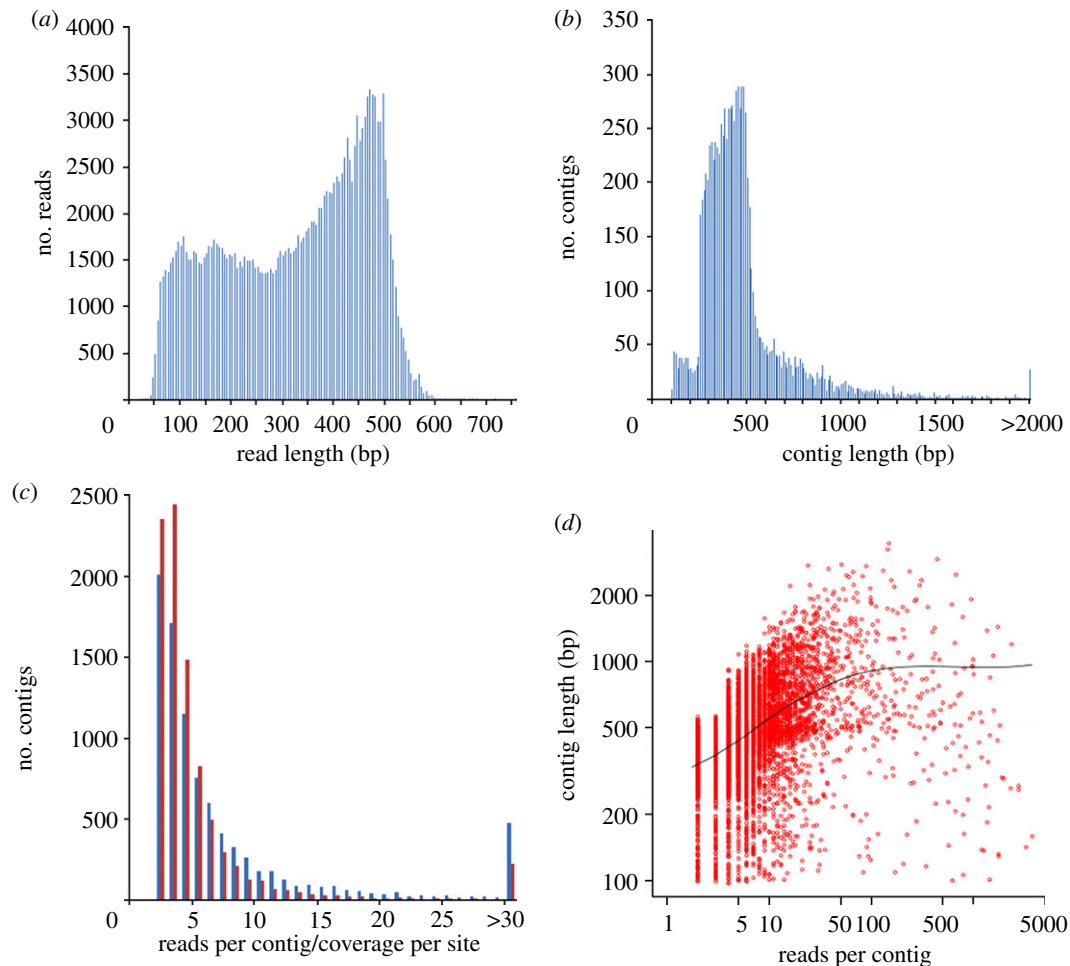 (a)
4000
3500
3000
2500
2000
1500
1000
500
0
no. reads
100 200 300 400 500 600 700
read length (bp)
(b)
350
300
250
200
150
100
50
0
no. contigs
500 1000 1500 >2000
contig length (bp)
(c)
2500
2000
1500
1000
500
0
no. contigs
5 10 15 20 25 >30
reads per contig/coverage per site
(d)
2000
1000
500
200
100
contig length (bp)
1 5 10 50 100 500 5000
reads per contig